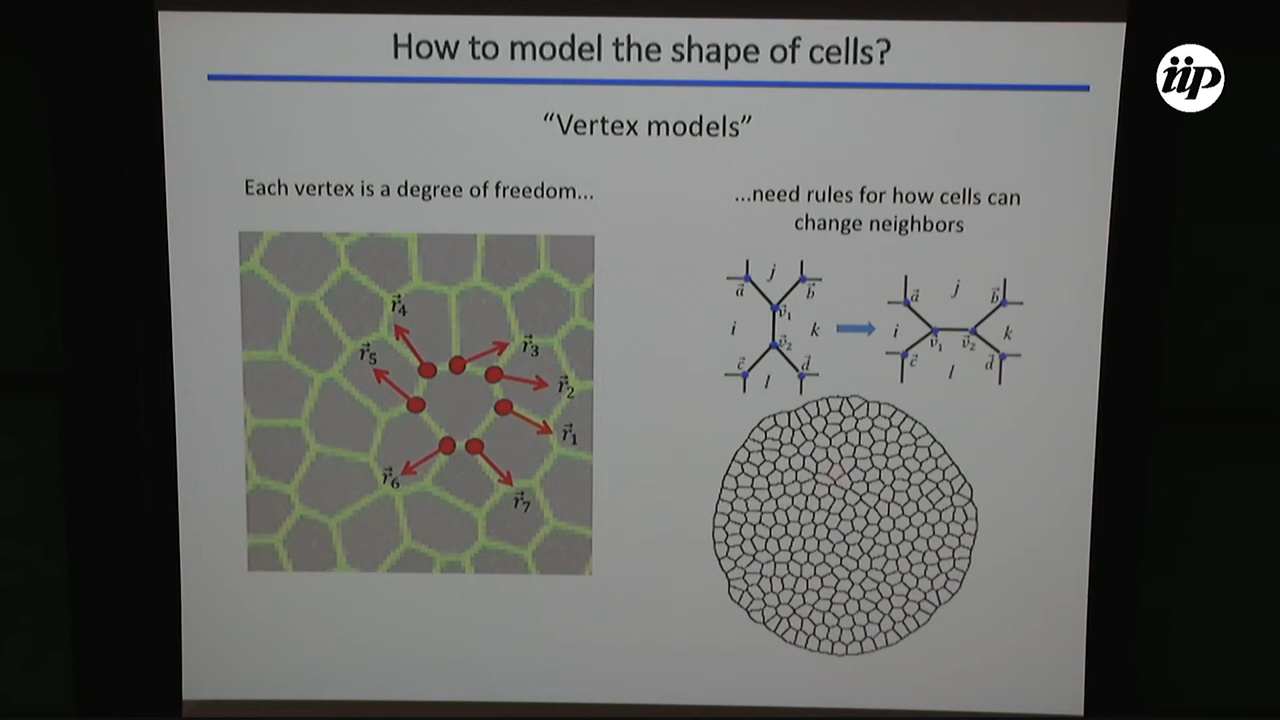 How to model the shape of cells?
iip
“Vertex models”
Each vertex is a degree of freedom...
...need rules for how cells can
change neighbors
r⃗4
r⃗5
r⃗3
r⃗2
r⃗1
r⃗6
r⃗7
j
a⃗ b⃗
v⃗1
i k
v⃗2
c⃗ d⃗
l
a⃗ j b⃗
i k
v⃗1 v⃗2
c⃗ d⃗
l